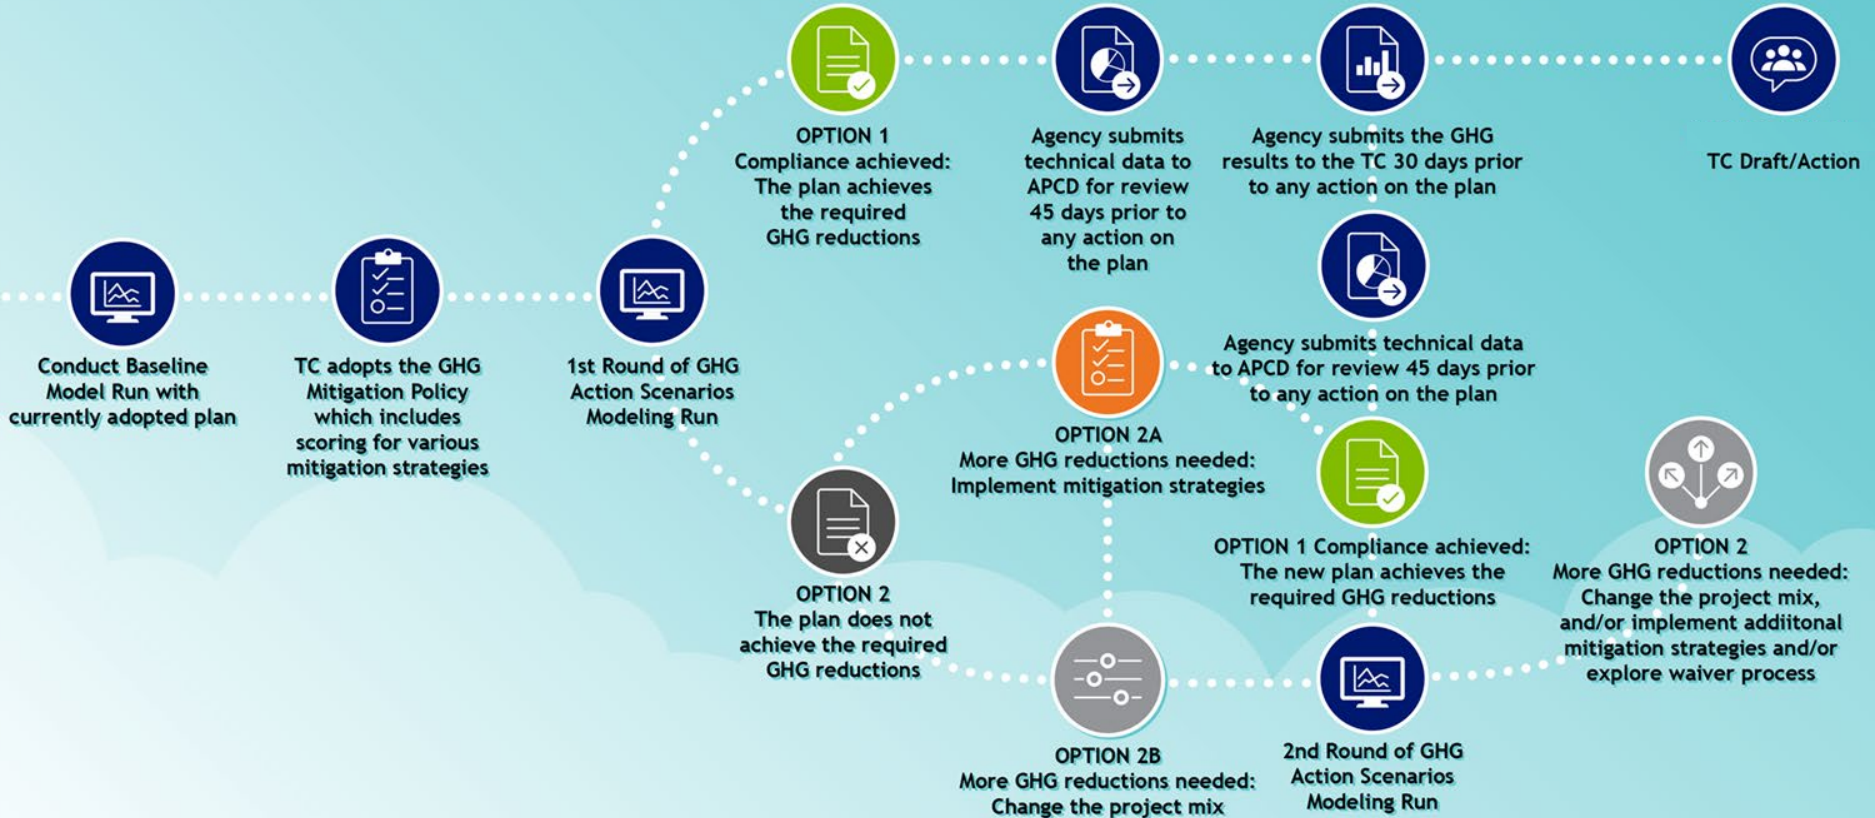 OPTION 1
Compliance achieved:
The plan achieves
the required
GHG reductions
Agency submits
technical data to
APCD for review
45 days prior to
any action on
the plan
Agency submits the GHG
results to the TC 30 days prior
to any action on the plan
TC Draft/Action
Conduct Baseline
Model Run with
currently adopted plan
TC adopts the GHG
Mitigation Policy
which includes
scoring for various
mitigation strategies
1st Round of GHG
Action Scenarios
Modeling Run
Agency submits technical data
to APCD for review 45 days prior
to any action on the plan
OPTION 2A
More GHG reductions needed:
Implement mitigation strategies
OPTION 1 Compliance achieved:
The new plan achieves the
required GHG reductions
OPTION 2
More GHG reductions needed:
Change the project mix,
and/or implement addiitonal
mitigation strategies and/or
explore waiver process
OPTION 2
The plan does not
achieve the required
GHG reductions
OPTION 2B
More GHG reductions needed:
Change the project mix
2nd Round of GHG
Action Scenarios
Modeling Run